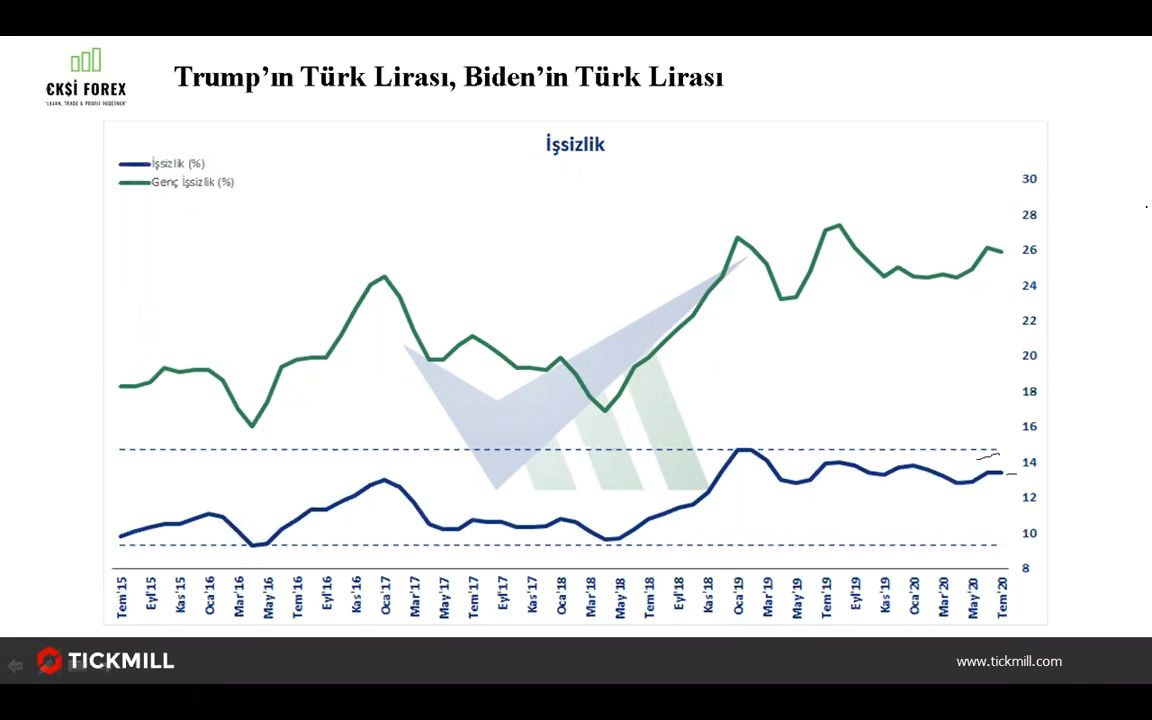 €K$i FOREX
"LEARN, TRADE & PROFIT TOGETHER"
Trump’ın Türk Lirası, Biden’in Türk Lirası
İşsizlik
İşsizlik (%)
Genç İşsizlik (%)
30
28
26
24
22
20
18
16
14
12
10
8
Tem'15
Eyl'15
Kas'15
Oca'16
Mar'16
May'16
Tem'16
Eyl'16
Kas'16
Oca'17
Mar'17
May'17
Tem'17
Eyl'17
Kas'17
Oca'18
Mar'18
May'18
Tem'18
Eyl'18
Kas'18
Oca'19
Mar'19
May'19
Tem'19
Eyl'19
Kas'19
Oca'20
Mar'20
May'20
Tem'20
TICKMILL
www.tickmill.com